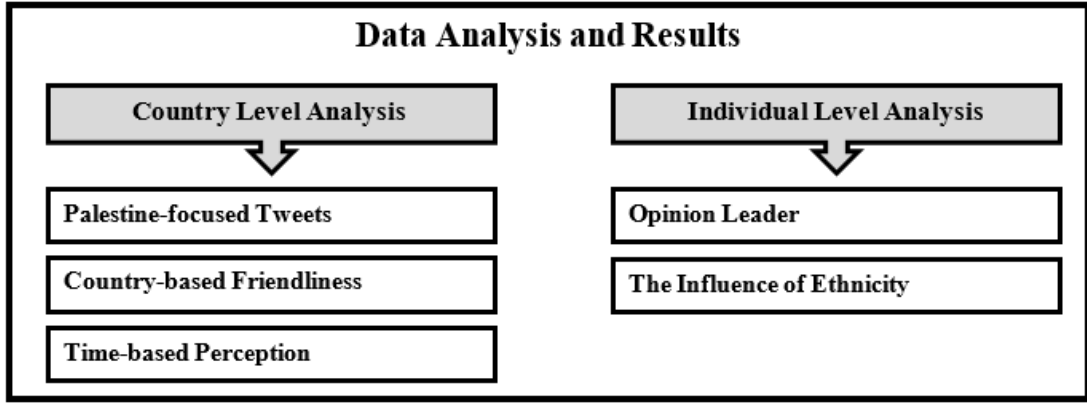 Data Analysis and Results
Country Level Analysis
Palestine-focused Tweets
Country-based Friendliness
Time-based Perception
Individual Level Analysis
Opinion Leader
The Influence of Ethnicity